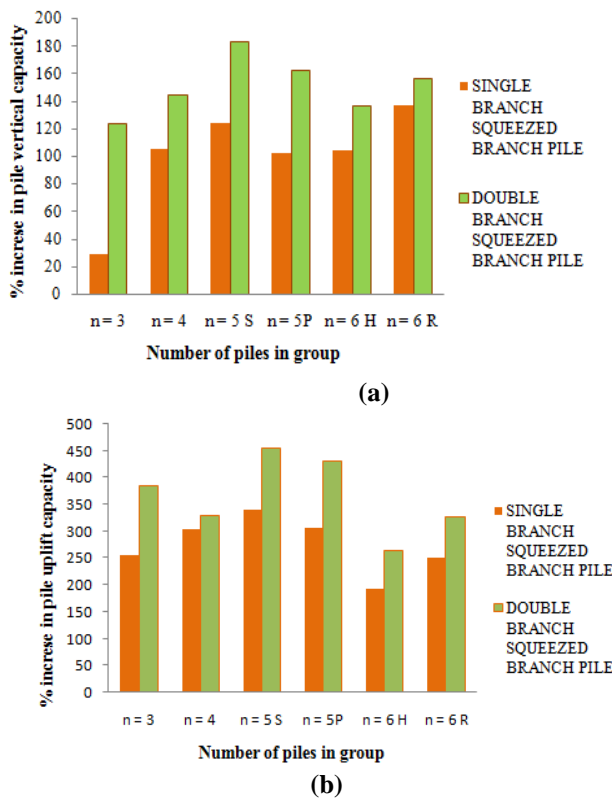 % increse in pile vertical capacity
200
180
160
140
120
100
80
60
40
20
0
n = 3 n = 4 n = 5 S n = 5P n = 6 H n = 6 R
Number of piles in group
SINGLE
BRANCH
SQUEEZED
BRANCH PILE
DOUBLE
BRANCH
SQUEEZED
BRANCH PILE
(a)
% increse in pile uplift capacity
500
450
400
350
300
250
200
150
100
50
0
n = 3 n = 4 n = 5 S n = 5P n = 6 H n = 6 R
Number of piles in group
SINGLE
BRANCH
SQUEEZED
BRANCH PILE
DOUBLE
BRANCH
SQUEEZED
BRANCH PILE
(b)